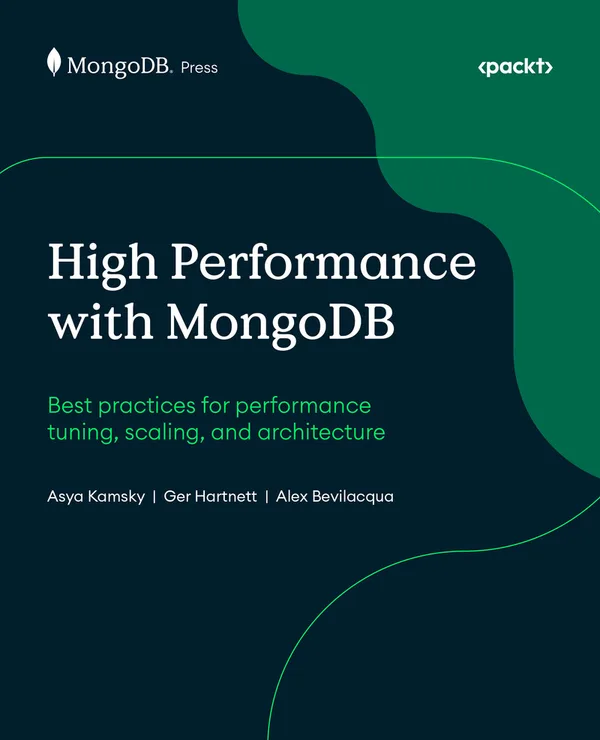 MongoDB® Press
<packt>
High Performance
with MongoDB
Best practices for performance
tuning, scaling, and architecture
Asya Kamsky | Ger Hartnett | Alex Bevilacqua